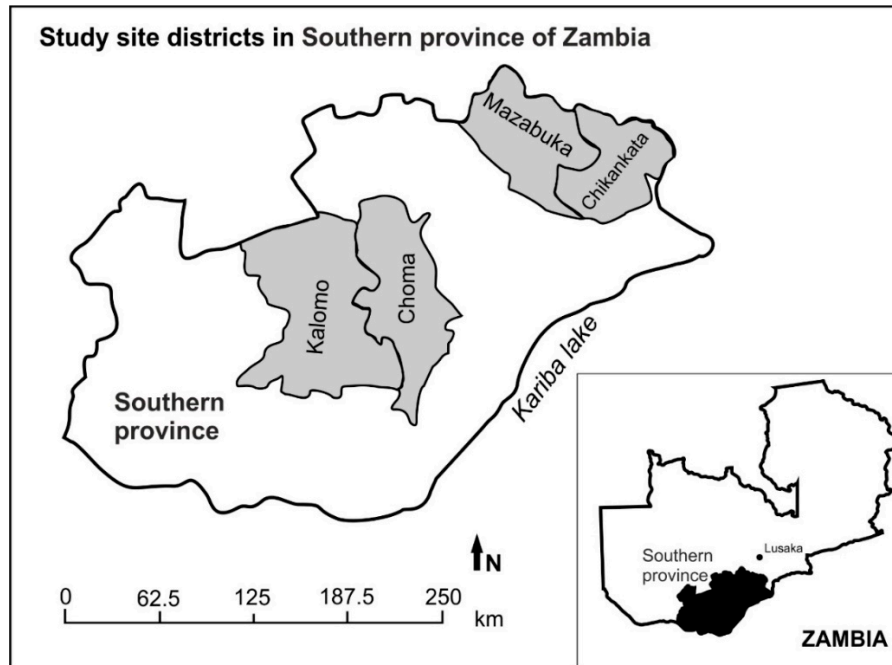 Study site districts in Southern province of Zambia
Mazabuka
Chikankata
Kalomo
Choma
Kariba lake
Southern
province
N
0 62.5 125 187.5 250
km
Lusaka
Southern
province
ZAMBIA